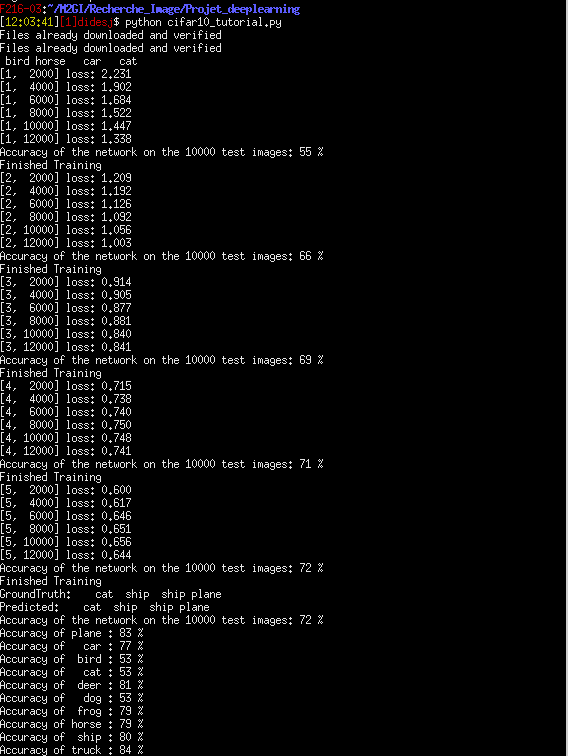 F216-03:~/M2GI/Recherche_Image/Projet_deeplearning
[12:03:41][1]didasj$ python cifar10_tutorial.py
Files already downloaded and verified
Files already downloaded and verified
 bird horse   car   cat
[1,  2000] loss: 2.231
[1,  4000] loss: 1.902
[1,  6000] loss: 1.684
[1,  8000] loss: 1.522
[1, 10000] loss: 1.447
[1, 12000] loss: 1.338
Accuracy of the network on the 10000 test images: 55 %
Finished Training
[2,  2000] loss: 1.209
[2,  4000] loss: 1.192
[2,  6000] loss: 1.126
[2,  8000] loss: 1.092
[2, 10000] loss: 1.056
[2, 12000] loss: 1.003
Accuracy of the network on the 10000 test images: 66 %
Finished Training
[3,  2000] loss: 0.914
[3,  4000] loss: 0.905
[3,  6000] loss: 0.877
[3,  8000] loss: 0.881
[3, 10000] loss: 0.840
[3, 12000] loss: 0.841
Accuracy of the network on the 10000 test images: 69 %
Finished Training
[4,  2000] loss: 0.715
[4,  4000] loss: 0.738
[4,  6000] loss: 0.740
[4,  8000] loss: 0.750
[4, 10000] loss: 0.748
[4, 12000] loss: 0.741
Accuracy of the network on the 10000 test images: 71 %
Finished Training
[5,  2000] loss: 0.600
[5,  4000] loss: 0.617
[5,  6000] loss: 0.646
[5,  8000] loss: 0.651
[5, 10000] loss: 0.656
[5, 12000] loss: 0.644
Accuracy of the network on the 10000 test images: 72 %
Finished Training
GroundTruth:    cat  ship  ship plane
Predicted:    cat  ship  ship plane
Accuracy of the network on the 10000 test images: 72 %
Accuracy of plane : 83 %
Accuracy of   car : 77 %
Accuracy of  bird : 53 %
Accuracy of   cat : 53 %
Accuracy of  deer : 81 %
Accuracy of   dog : 53 %
Accuracy of  frog : 79 %
Accuracy of horse : 79 %
Accuracy of  ship : 80 %
Accuracy of truck : 84 %